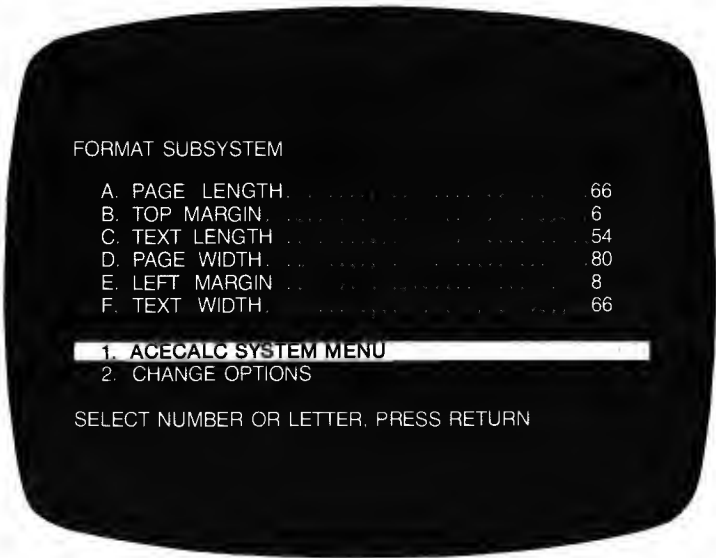 FORMAT SUBSYSTEM
A. PAGE LENGTH. . . . . . . . . . . . . . . . . 66
B. TOP MARGIN. . . . . . . . . . . . . . . . . 6
C. TEXT LENGTH . . . . . . . . . . . . . . . . . 54
D. PAGE WIDTH. . . . . . . . . . . . . . . . . 80
E. LEFT MARGIN . . . . . . . . . . . . . . . . . 8
F. TEXT WIDTH. . . . . . . . . . . . . . . . . 66
1. ACECALC SYSTEM MENU
2. CHANGE OPTIONS
SELECT NUMBER OR LETTER, PRESS RETURN